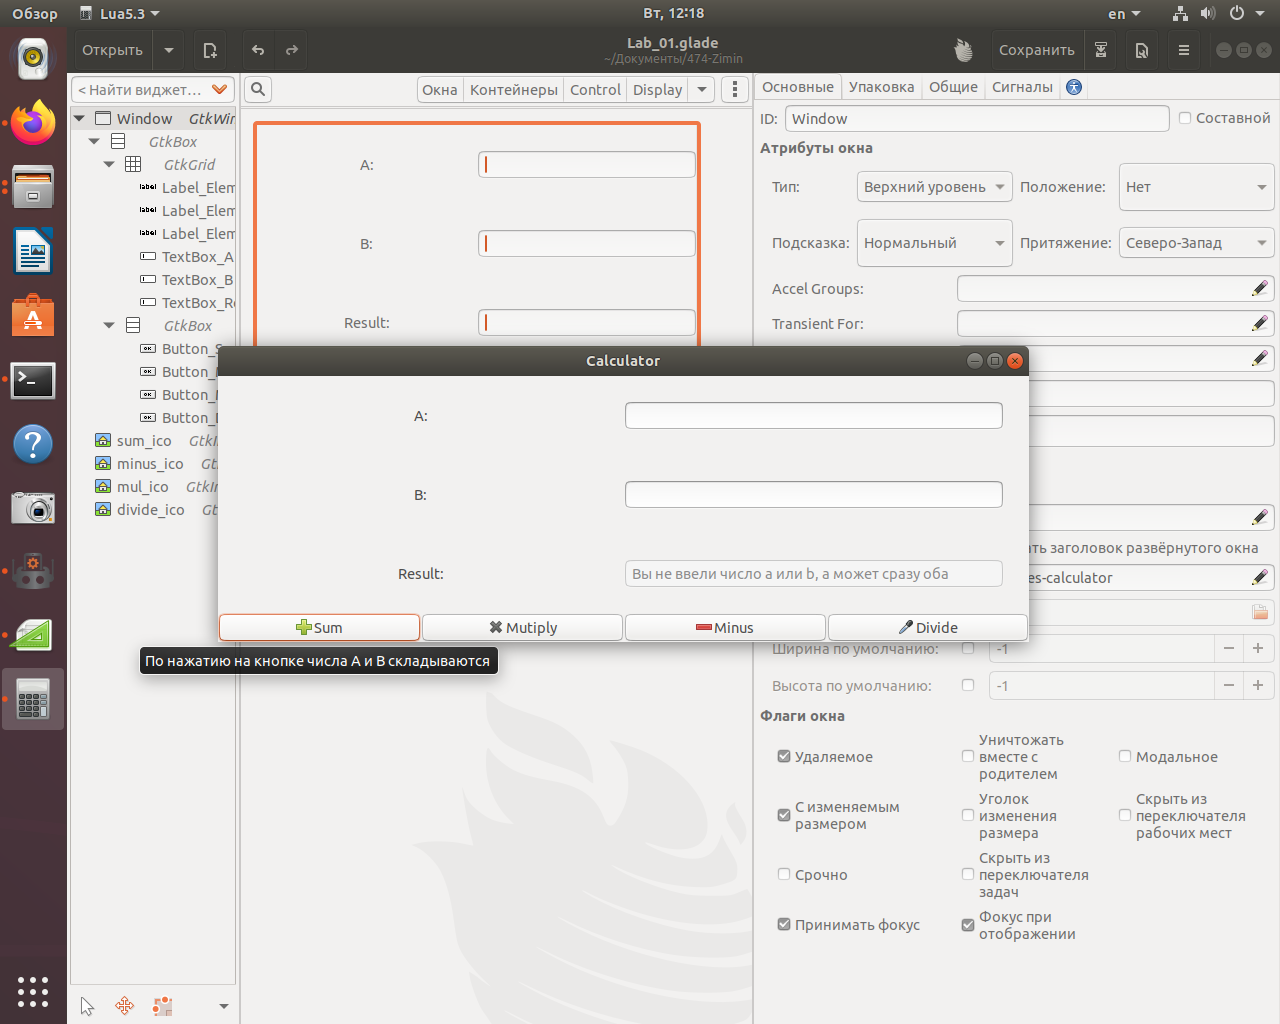 Обзор
Lua5.3
Вт, 12:18
en
Открыть
Lab_01.glade
~/Документы/474-Zimin
Сохранить
< Найти виджет…
Окна
Контейнеры
Control
Display
Основные
Упаковка
Общие
Сигналы
Window GtkWin
GtkBox
GtkGrid
Label_Elem
Label_Elem
Label_Elem
TextBox_A
TextBox_B
TextBox_Re
GtkBox
Button_S
Button_
Button_
Button_
sum_ico GtkI
minus_ico Gt
mul_ico GtkI
divide_ico Gt
A:
B:
Result:
ID:
Window
Составной
Атрибуты окна
Тип:
Верхний уровень
Положение:
Нет
Подсказка:
Нормальный
Притяжение:
Северо-Запад
Accel Groups:
Transient For:
ть заголовок развёрнутого окна
es-calculator
Ширина по умолчанию:
-1
Высота по умолчанию:
-1
Флаги окна
Удаляемое
Уничтожать
вместе с
родителем
Модальное
С изменяемым
размером
Уголок
изменения
размера
Скрыть из
переключателя
рабочих мест
Срочно
Скрыть из
переключателя
задач
Принимать фокус
Фокус при
отображении
Calculator
A:
B:
Result:
Вы не ввели число a или b, а может сразу оба
Sum
Mutiply
Minus
Divide
По нажатию на кнопке числа A и B складываются